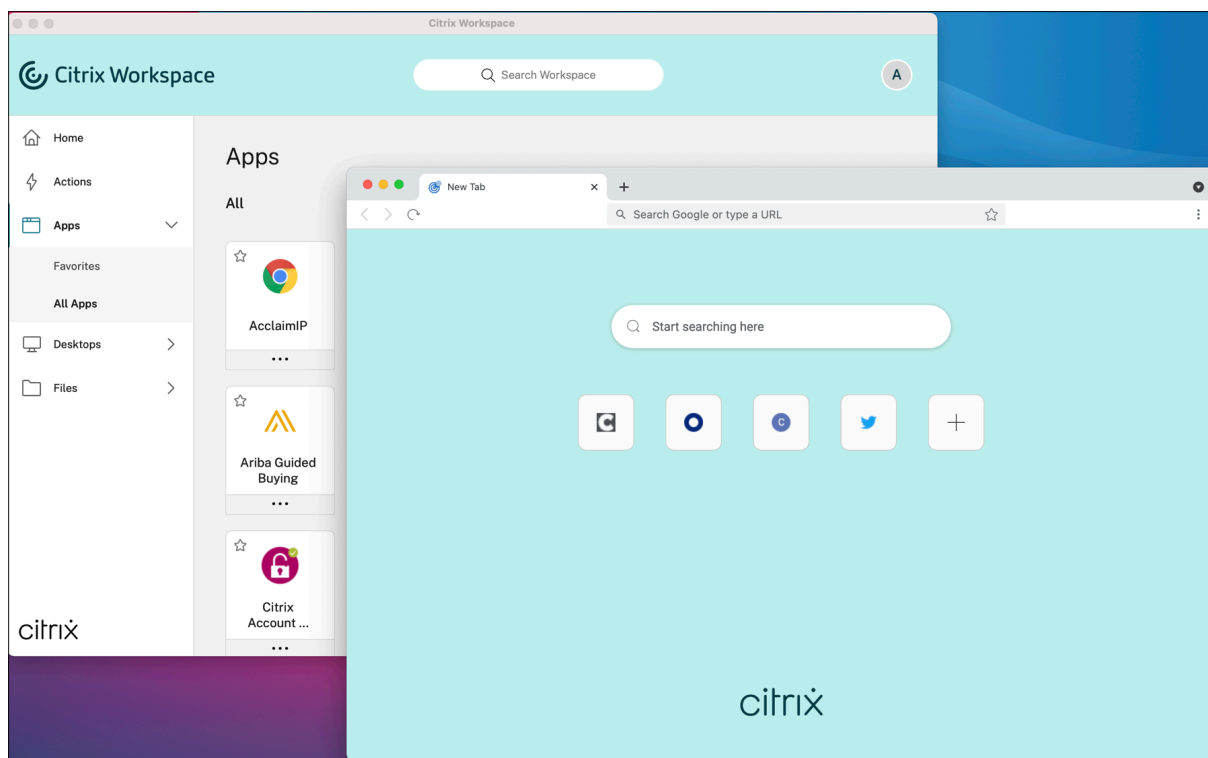 Citrix Workspace
Citrix Workspace
Search Workspace
A
Home
Actions
Apps
Favorites
All Apps
Desktops
Files
citrix
Apps
All
AcclaimIP
•••
Ariba Guided
Buying
•••
Citrix
Account ...
•••
New Tab
Search Google or type a URL
Start searching here
C
C
citrix